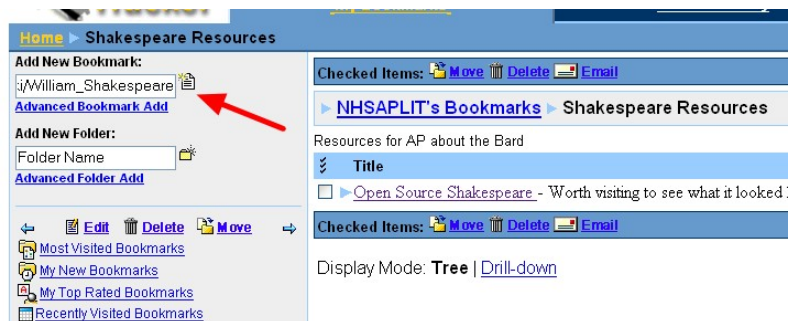 Home ▸ Shakespeare Resources
Add New Bookmark:
:i/William_Shakespeare
Advanced Bookmark Add
Add New Folder:
Folder Name
Advanced Folder Add
Edit Delete Move
Most Visited Bookmarks
My New Bookmarks
My Top Rated Bookmarks
Recently Visited Bookmarks
Checked Items: Move Delete Email
NHSAPLIT's Bookmarks ▸ Shakespeare Resources
Resources for AP about the Bard
Title
Open Source Shakespeare - Worth visiting to see what it looked
Checked Items: Move Delete Email
Display Mode: Tree | Drill-down